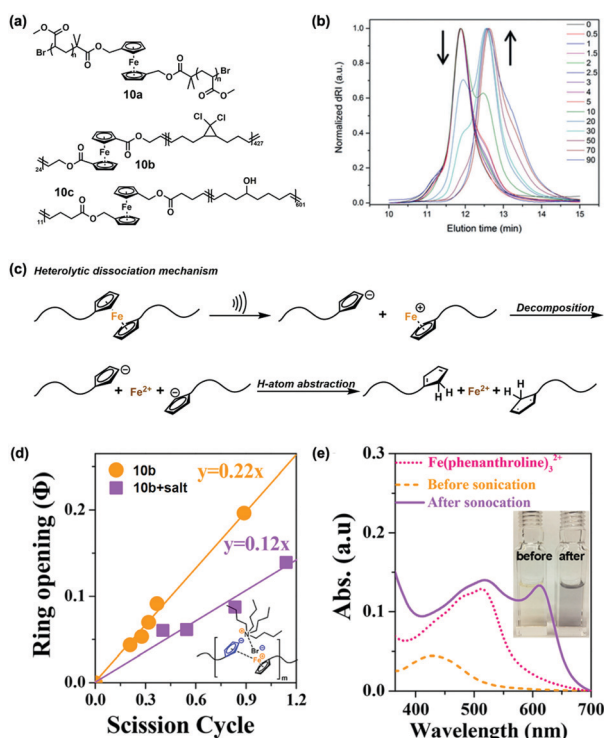 (a)
MeO
O
Br
n
O
O
Fe
O
O
Br
n
O
OMe
10a
Cl Cl
O
O
427
Fe
O
24
O
10b
10c
OH
O
O
601
Fe
O
11
O
(b)
Normalized dRI (a.u.)
1.0
0.8
0.6
0.4
0.2
0.0
10 11 12 13 14 15
Elution time (min)
0
0.5
1
1.5
2
2.5
3
4
5
10
20
30
50
70
90
(c)
Heterolytic dissociation mechanism
Fe
+
Fe
Decomposition
+ Fe2+ +
H-atom abstraction
H H
+ Fe2+ +
H H
(d)
10b
10b+salt
y=0.22x
y=0.12x
Ring opening (Φ)
0.2
0.1
0.0
0.0 0.3 0.6 0.9 1.2
Scission Cycle
N
Br
Fe
m
(e)
Fe(phenanthroline)₃²⁺
Before sonication
After sonocation
before after
Abs. (a.u)
0.3
0.2
0.1
0.0
400 500 600 700
Wavelength (nm)